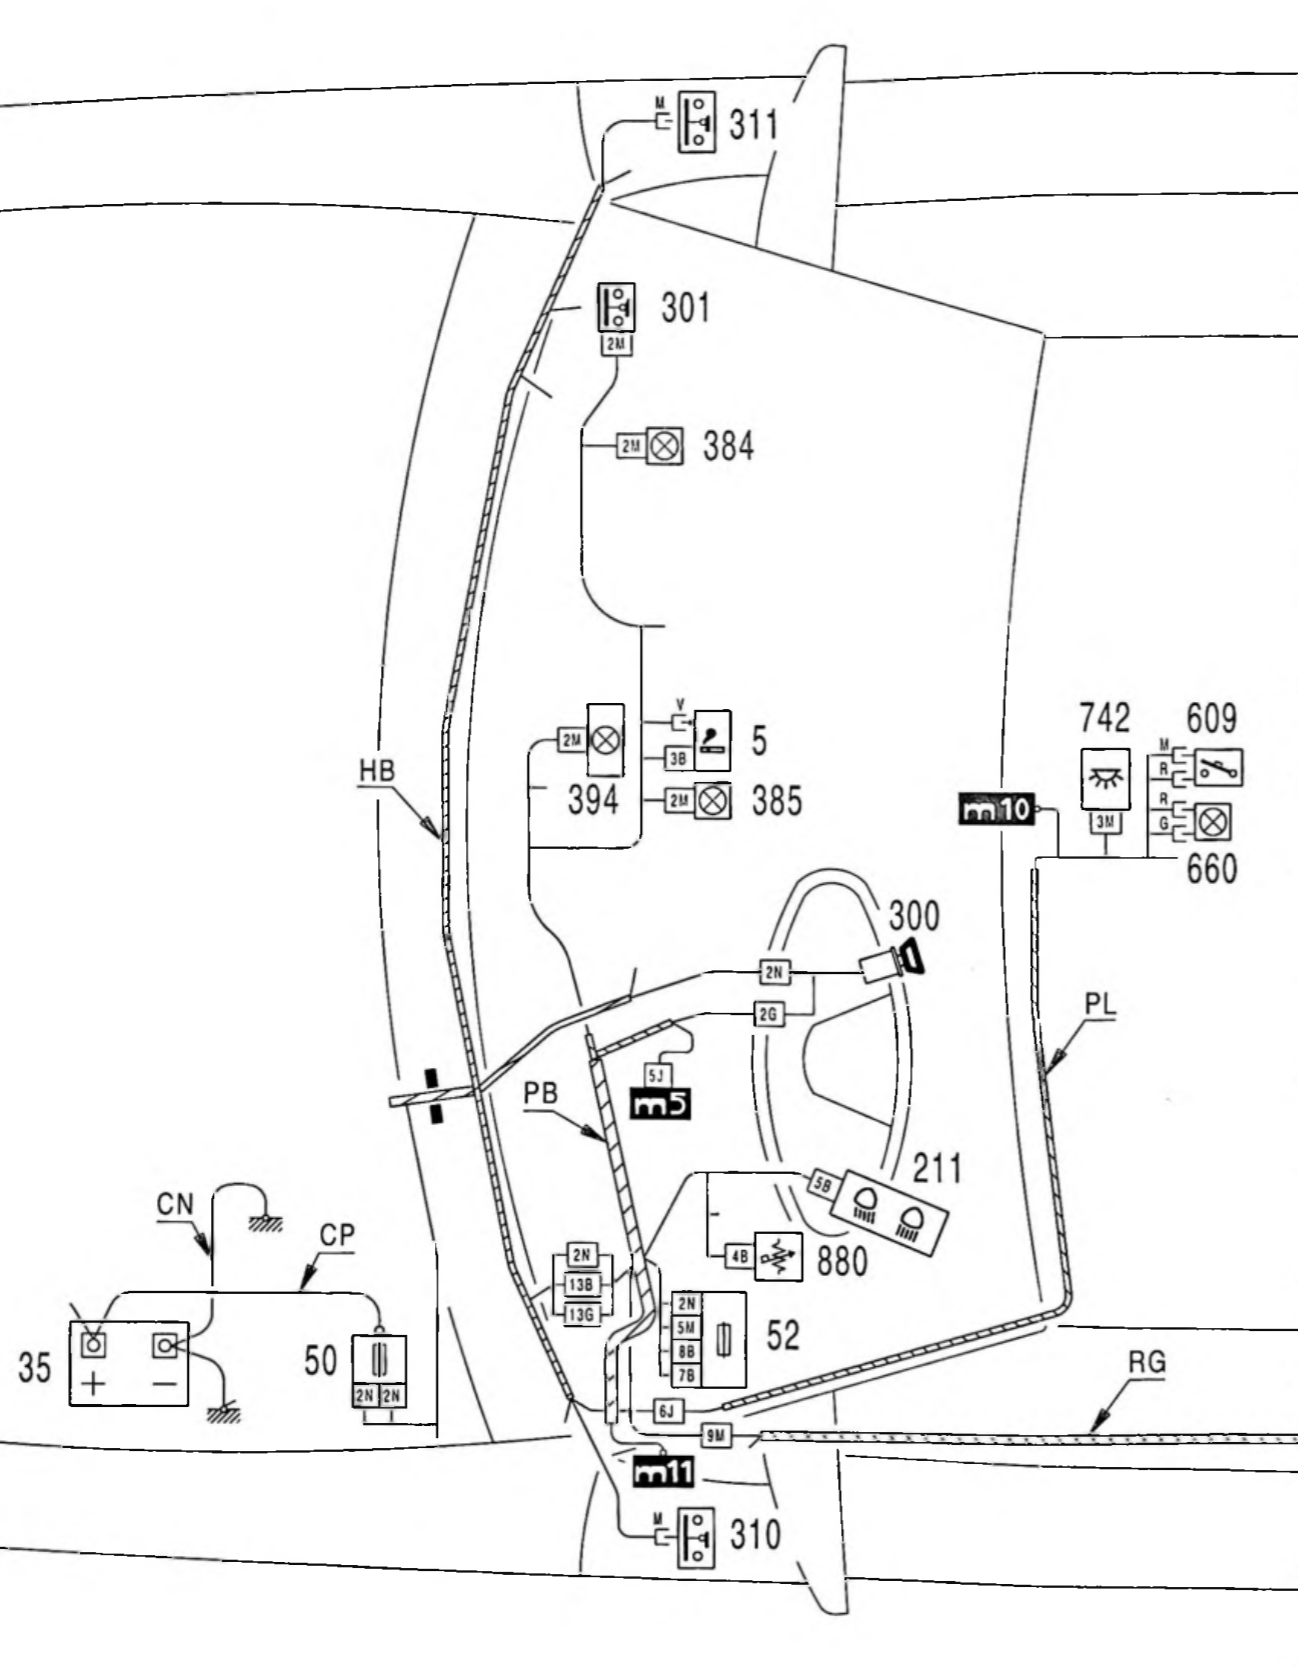 M
311
301
2M
2M
384
V
2M
5
3B
HB
394
2M
385
742
609
M
R
m10
R
3M
G
660
300
2N
2G
PL
5J
m5
PB
211
5B
CN
CP
2N
4B
880
13B
13G
2N
5M
52
8B
7B
35
+
−
50
2N
2N
RG
6J
9M
m11
M
310